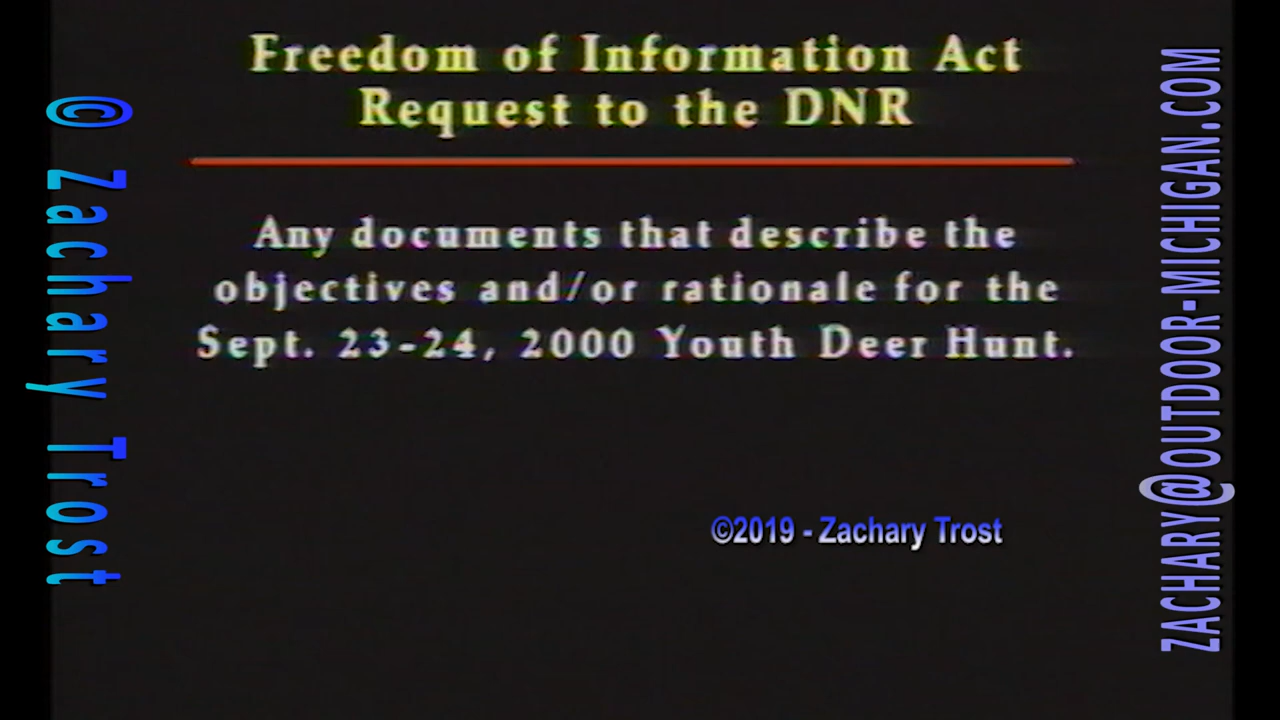 Freedom of Information Act
Request to the DNR
Any documents that describe the
objectives and/or rationale for the
Sept. 23-24, 2000 Youth Deer Hunt.
©2019 - Zachary Trost
© Zachary Trost
ZACHARY@OUTDOOR-MICHIGAN.COM